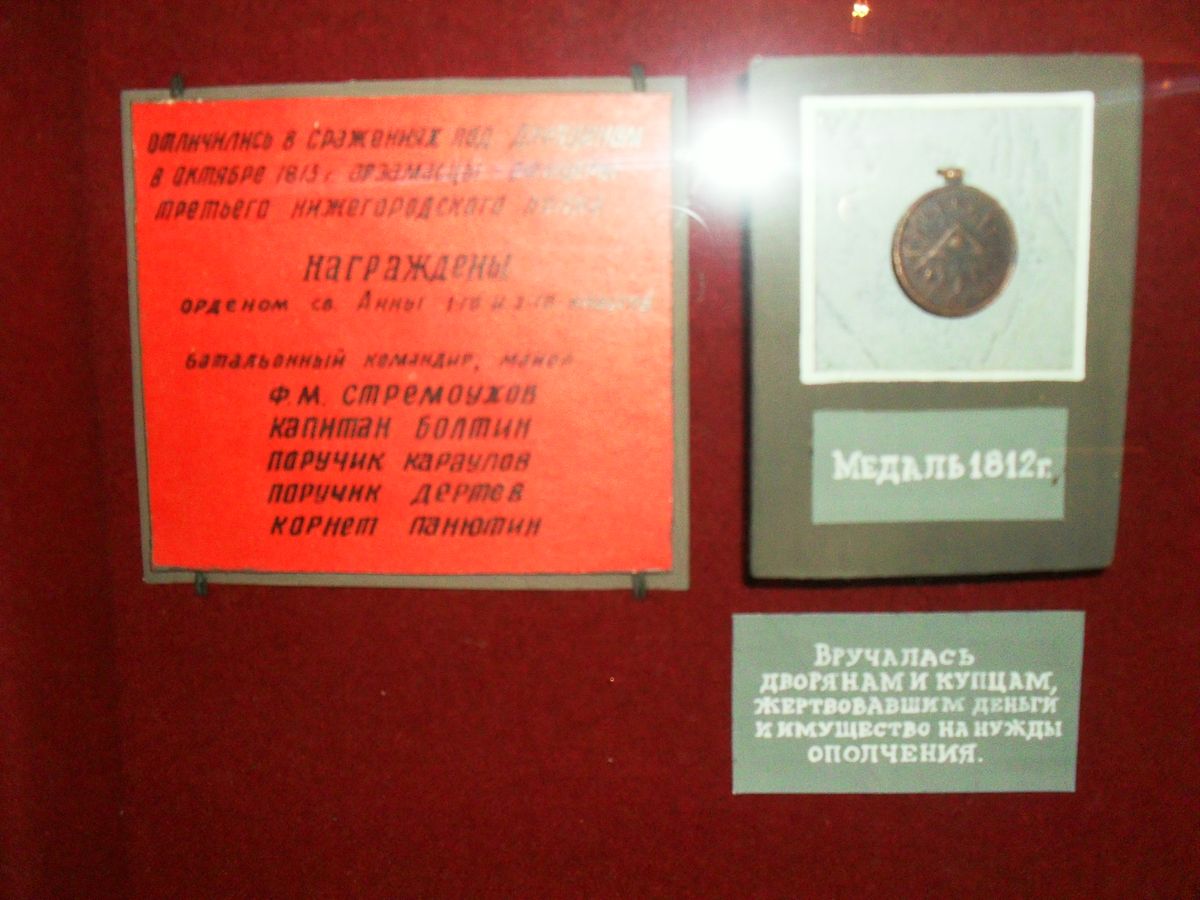 отличились в сражениях под
в октябре 1813 г. арзамасцы
третьего нижегородского полка
награждены
орденом св. Анны
батальонный командир, майор
Ф.М. Стремоухов
капитан Болтин
поручик Караулов
поручик Дертев
корнет Панютин
Медаль 1812 г.
Вручалась
дворянам и купцам,
жертвовавшим деньги
и имущество на нужды
ополчения.